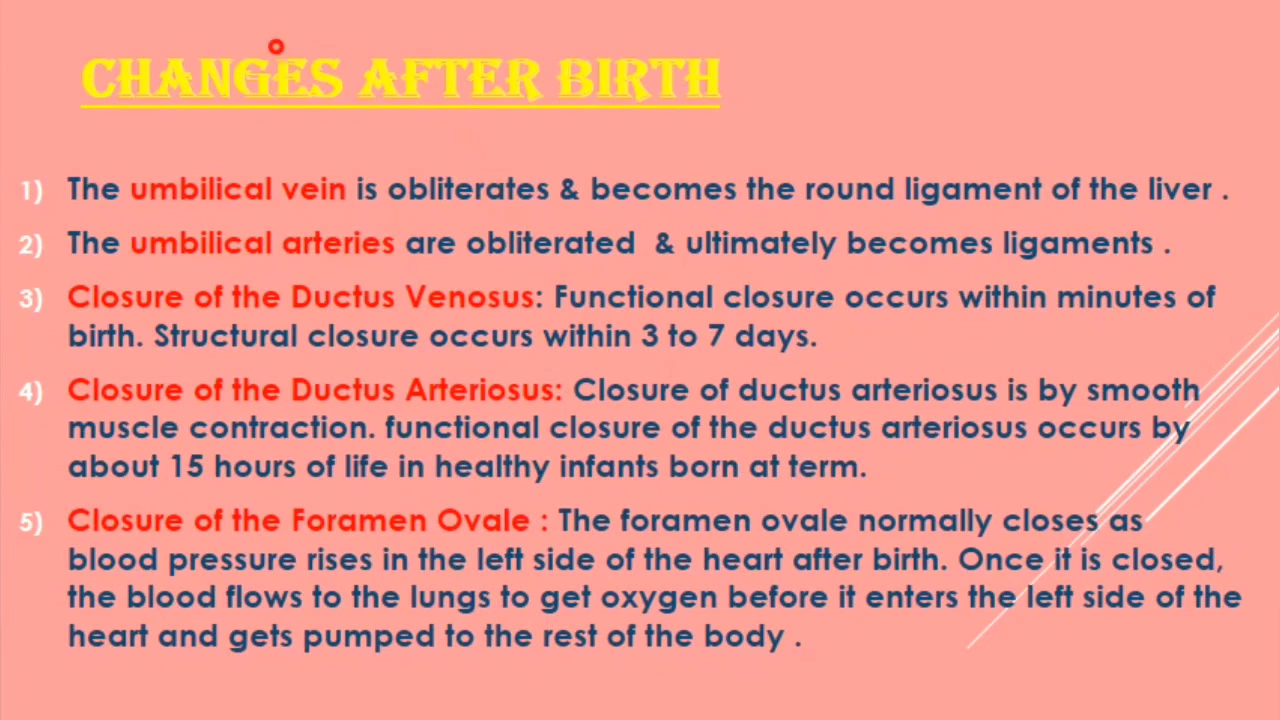 CHANGES AFTER BIRTH
1) The umbilical vein is obliterates & becomes the round ligament of the liver .
2) The umbilical arteries are obliterated & ultimately becomes ligaments .
3) Closure of the Ductus Venosus: Functional closure occurs within minutes of
birth. Structural closure occurs within 3 to 7 days.
4) Closure of the Ductus Arteriosus: Closure of ductus arteriosus is by smooth
muscle contraction. functional closure of the ductus arteriosus occurs by
about 15 hours of life in healthy infants born at term.
5) Closure of the Foramen Ovale : The foramen ovale normally closes as
blood pressure rises in the left side of the heart after birth. Once it is closed,
the blood flows to the lungs to get oxygen before it enters the left side of the
heart and gets pumped to the rest of the body .